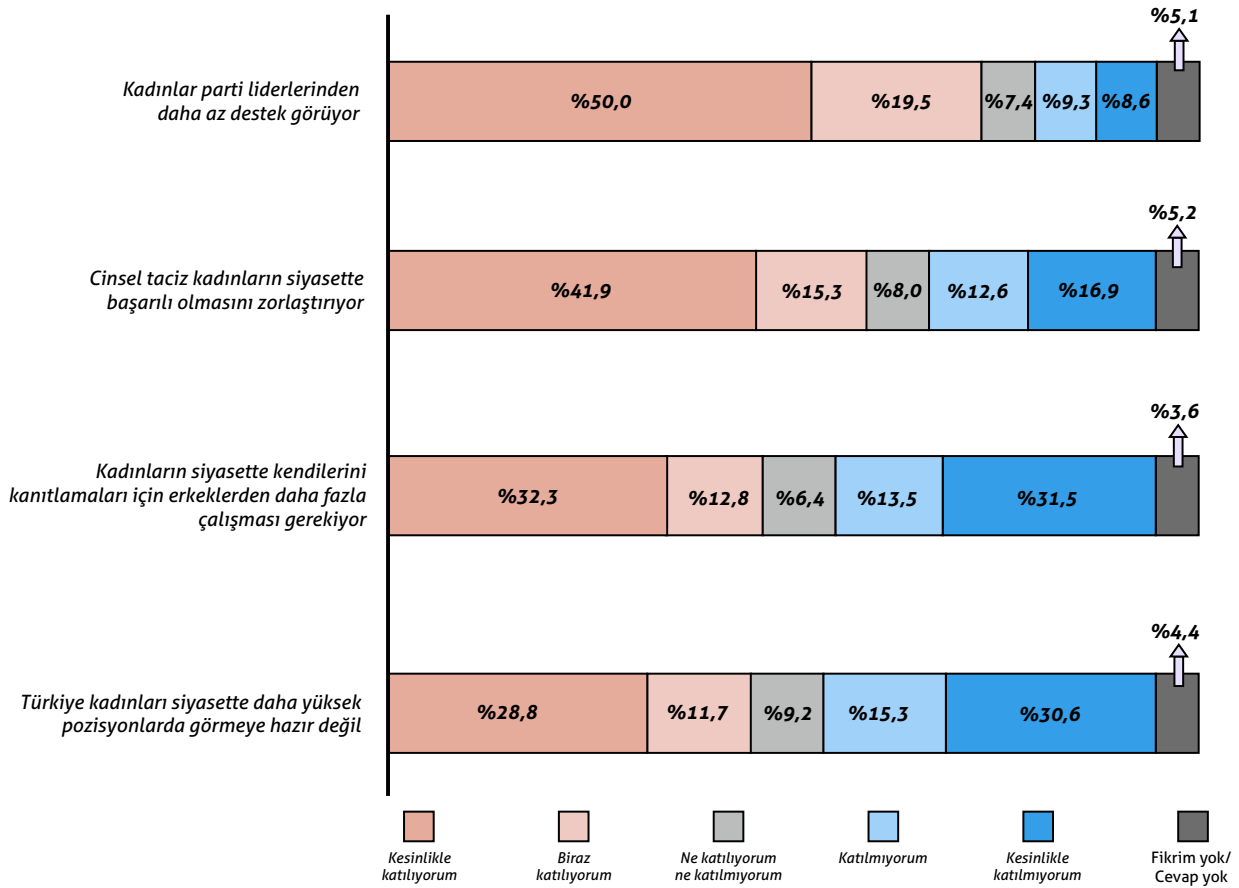 %5,1
Kadınlar parti liderlerinden
daha az destek görüyor
%50,0
%19,5
%7,4
%9,3
%8,6
%5,2
Cinsel taciz kadınların siyasette
başarılı olmasını zorlaştırıyor
%41,9
%15,3
%8,0
%12,6
%16,9
%3,6
Kadınların siyasette kendilerini
kanıtlamaları için erkeklerden daha fazla
çalışması gerekiyor
%32,3
%12,8
%6,4
%13,5
%31,5
%4,4
Türkiye kadınları siyasette daha yüksek
pozisyonlarda görmeye hazır değil
%28,8
%11,7
%9,2
%15,3
%30,6
Kesinlikle
katılıyorum
Biraz
katılıyorum
Ne katılıyorum
ne katılmıyorum
Katılmıyorum
Kesinlikle
katılmıyorum
Fikrim yok/
Cevap yok